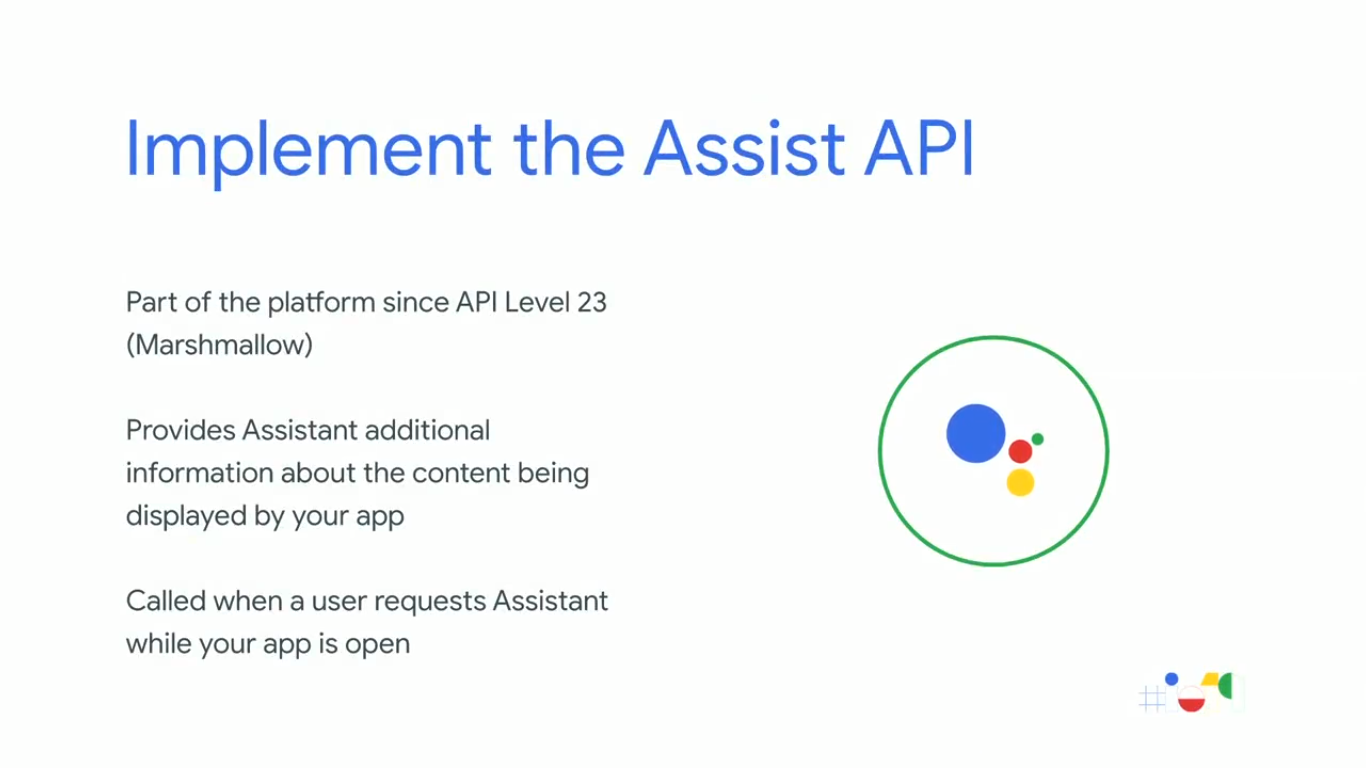 Implement the Assist API
Part of the platform since API Level 23
(Marshmallow)
Provides Assistant additional
information about the content being
displayed by your app
Called when a user requests Assistant
while your app is open